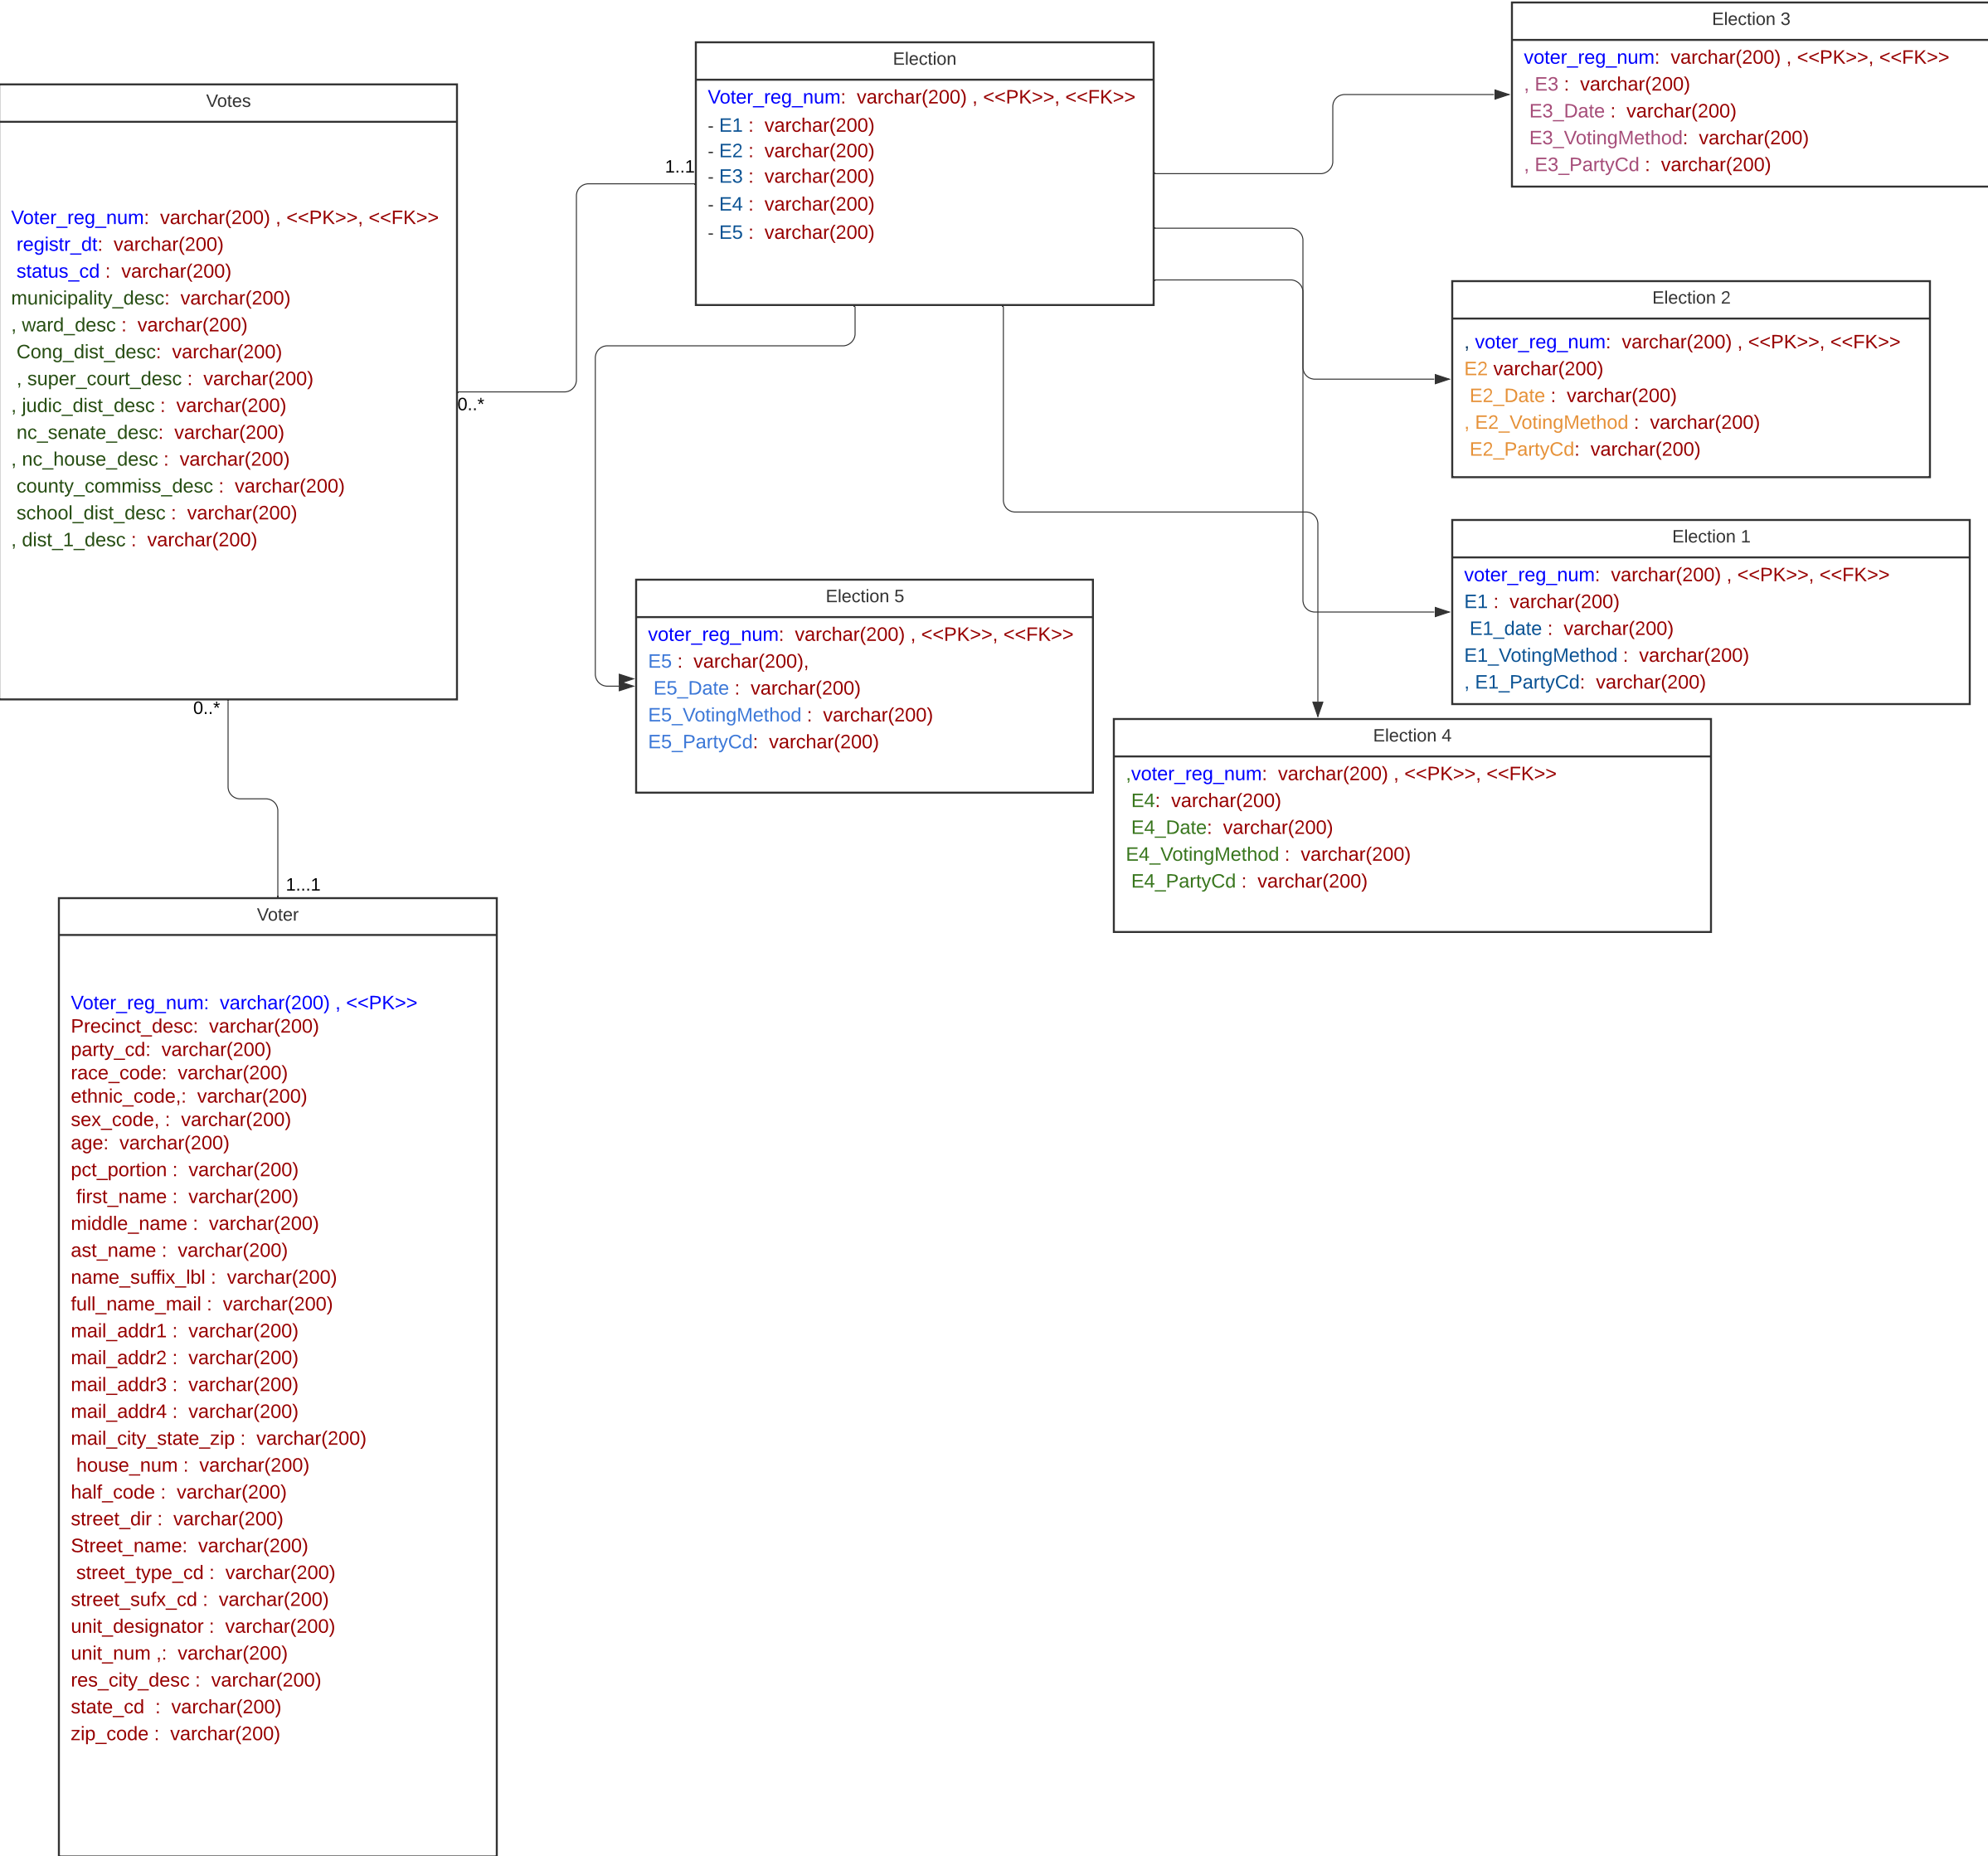 Votes
Voter_reg_num: varchar(200) , <<PK>>, <<FK>>
registr_dt: varchar(200)
status_cd : varchar(200)
municipality_desc: varchar(200)
, ward_desc : varchar(200)
Cong_dist_desc: varchar(200)
, super_court_desc : varchar(200)
, judic_dist_desc : varchar(200)
nc_senate_desc: varchar(200)
, nc_house_desc : varchar(200)
county_commiss_desc : varchar(200)
school_dist_desc : varchar(200)
, dist_1_desc : varchar(200)
0..*
0..*
1..1
Election
Voter_reg_num: varchar(200) , <<PK>>, <<FK>>
- E1 : varchar(200)
- E2 : varchar(200)
- E3 : varchar(200)
- E4 : varchar(200)
- E5 : varchar(200)
Election 3
voter_reg_num: varchar(200) , <<PK>>, <<FK>>
, E3 : varchar(200)
E3_Date : varchar(200)
E3_VotingMethod: varchar(200)
, E3_PartyCd : varchar(200)
Election 2
, voter_reg_num: varchar(200) , <<PK>>, <<FK>>
E2 varchar(200)
E2_Date : varchar(200)
, E2_VotingMethod : varchar(200)
E2_PartyCd: varchar(200)
Election 1
voter_reg_num: varchar(200) , <<PK>>, <<FK>>
E1 : varchar(200)
E1_date : varchar(200)
E1_VotingMethod : varchar(200)
, E1_PartyCd: varchar(200)
Election 5
voter_reg_num: varchar(200) , <<PK>>, <<FK>>
E5 : varchar(200),
E5_Date : varchar(200)
E5_VotingMethod : varchar(200)
E5_PartyCd: varchar(200)
Election 4
,voter_reg_num: varchar(200) , <<PK>>, <<FK>>
E4: varchar(200)
E4_Date: varchar(200)
E4_VotingMethod : varchar(200)
E4_PartyCd : varchar(200)
1...1
Voter
Voter_reg_num: varchar(200) , <<PK>>
Precinct_desc: varchar(200)
party_cd: varchar(200)
race_code: varchar(200)
ethnic_code,: varchar(200)
sex_code, : varchar(200)
age: varchar(200)
pct_portion : varchar(200)
first_name : varchar(200)
middle_name : varchar(200)
ast_name : varchar(200)
name_suffix_lbl : varchar(200)
full_name_mail : varchar(200)
mail_addr1 : varchar(200)
mail_addr2 : varchar(200)
mail_addr3 : varchar(200)
mail_addr4 : varchar(200)
mail_city_state_zip : varchar(200)
house_num : varchar(200)
half_code : varchar(200)
street_dir : varchar(200)
Street_name: varchar(200)
street_type_cd : varchar(200)
street_sufx_cd : varchar(200)
unit_designator : varchar(200)
unit_num ,: varchar(200)
res_city_desc : varchar(200)
state_cd : varchar(200)
zip_code : varchar(200)